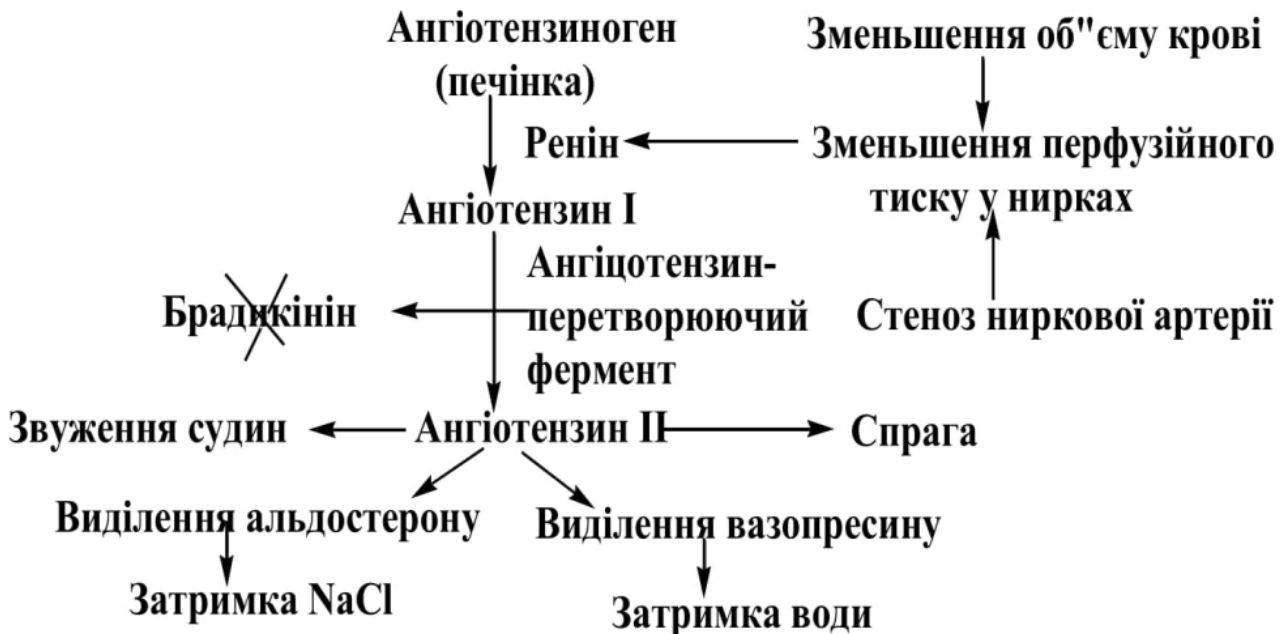 Ангіотензиноген
(печінка)
Зменьшення об"єму крові
Ренін
Зменьшення перфузійного
тиску у нирках
Ангіотензин I
Ангіцотензин-
перетворюючий
фермент
Брадикінін
Стеноз ниркової артерії
Звуження судин
Ангіотензин II
Спрага
Виділення альдостерону
Виділення вазопресину
Затримка NaCl
Затримка води